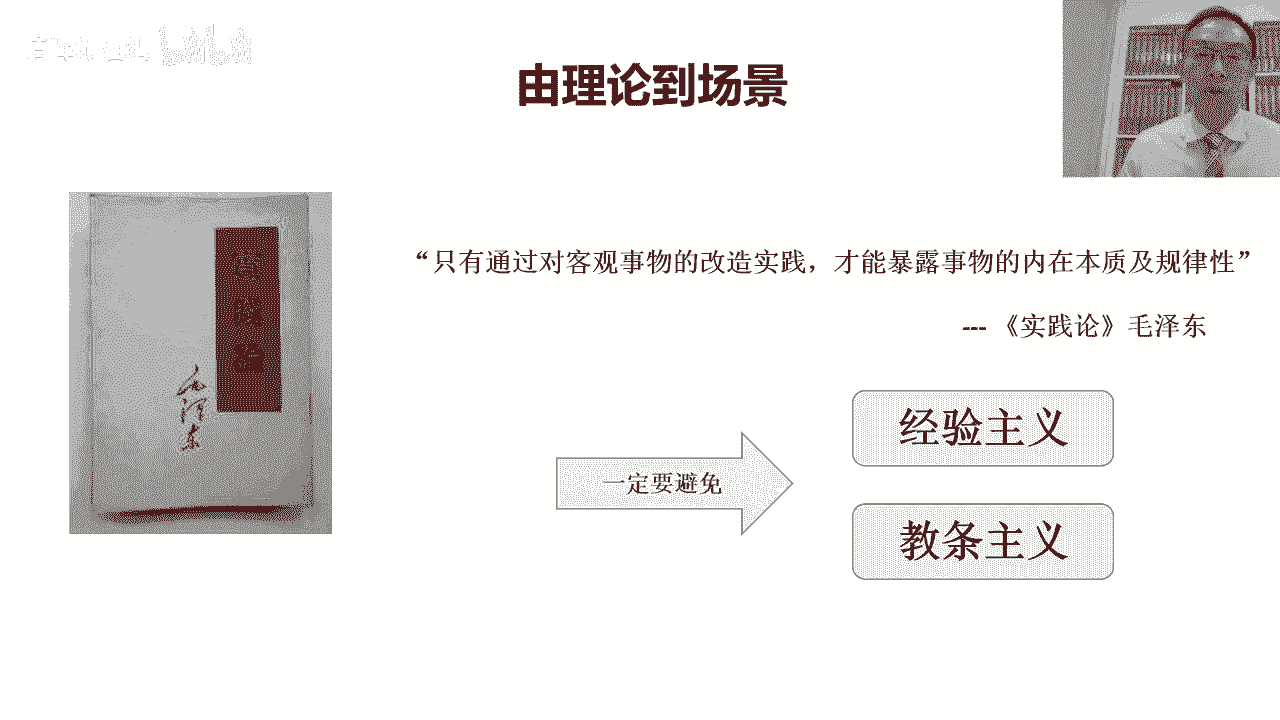 由理论到场景
实践论
毛泽东
“只有通过对客观事物的改造实践，才能暴露事物的内在本质及规律性”
--- 《实践论》毛泽东
一定要避免
经验主义
教条主义